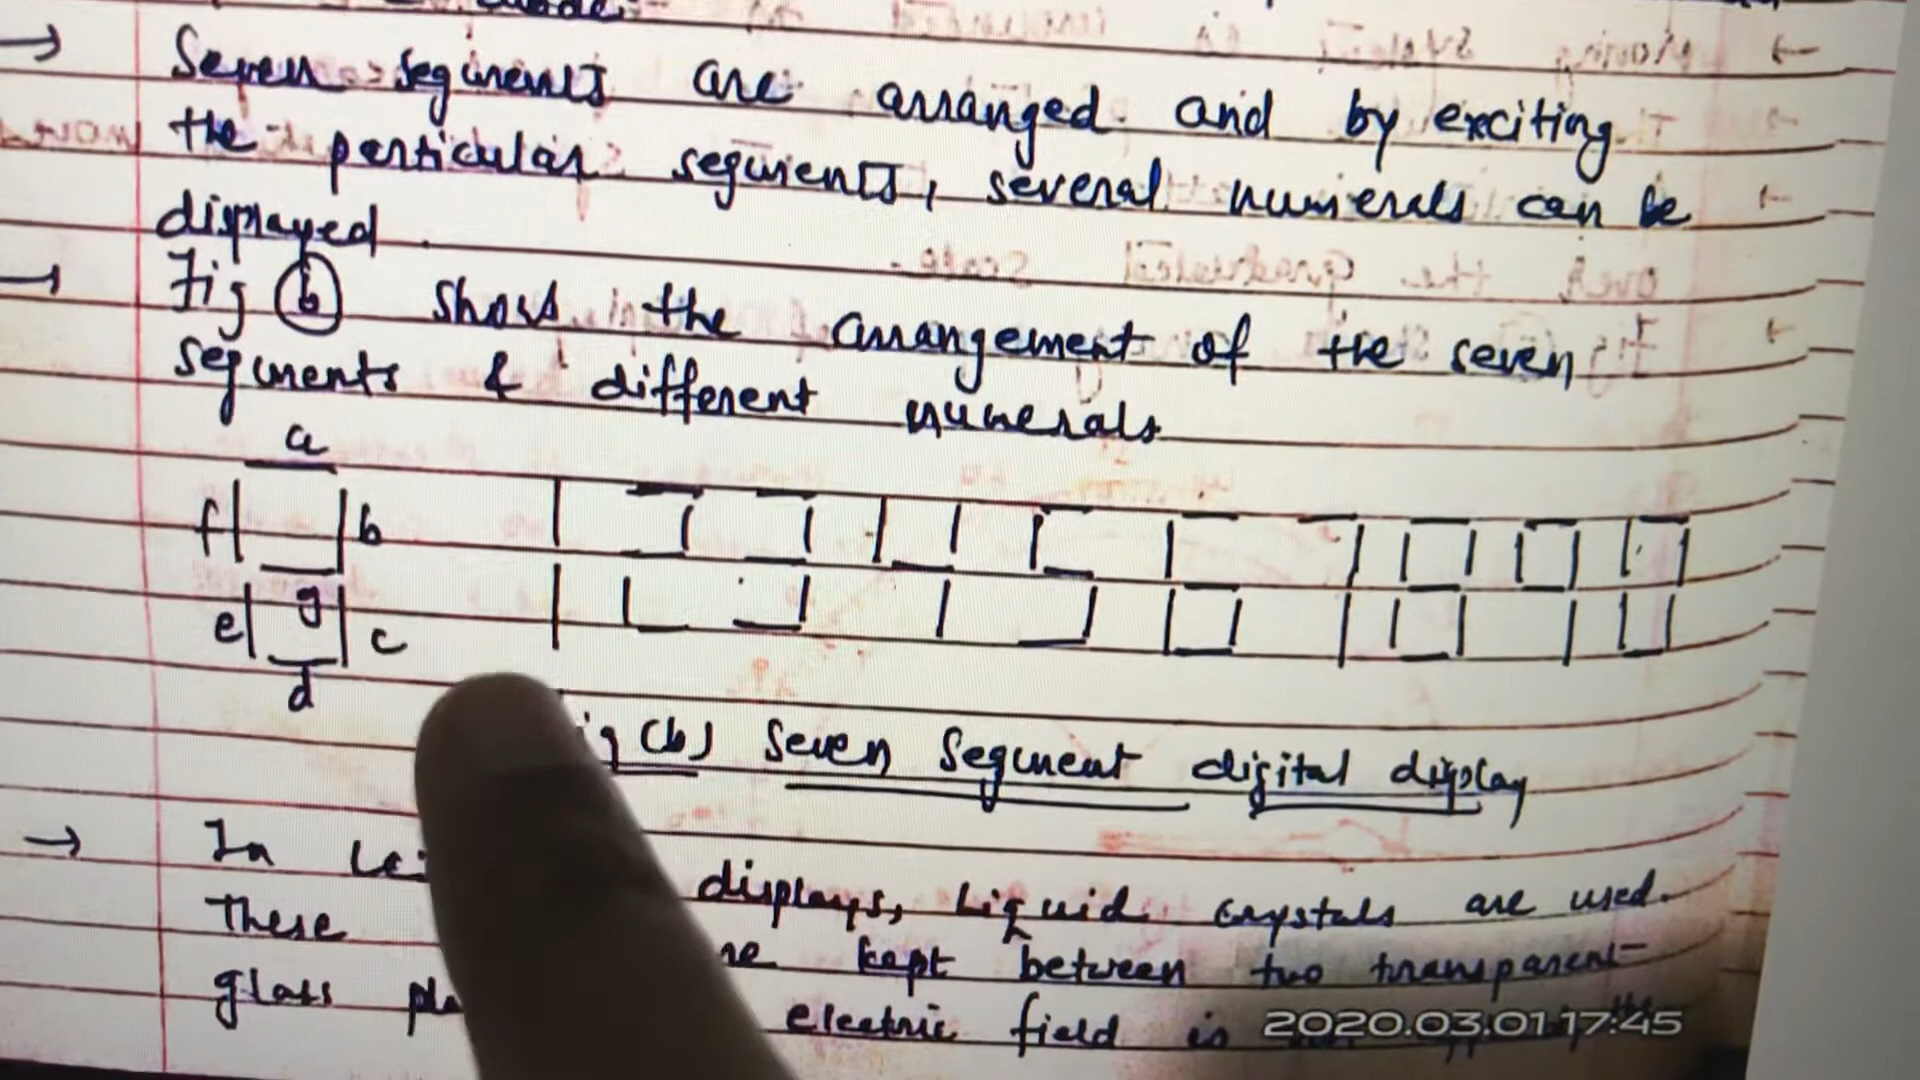 → Seven segments are arranged and by exciting
the particular segments, several numerals can be
displayed.
→ Fig (b) shows the arrangement of the seven
segments & different numerals
a
f b
g
e c
d
(b) Seven Segment digital display
→ In displays, liquid crystals are used.
These kept between two transparent
glass electric field is
2020.03.01 17:45